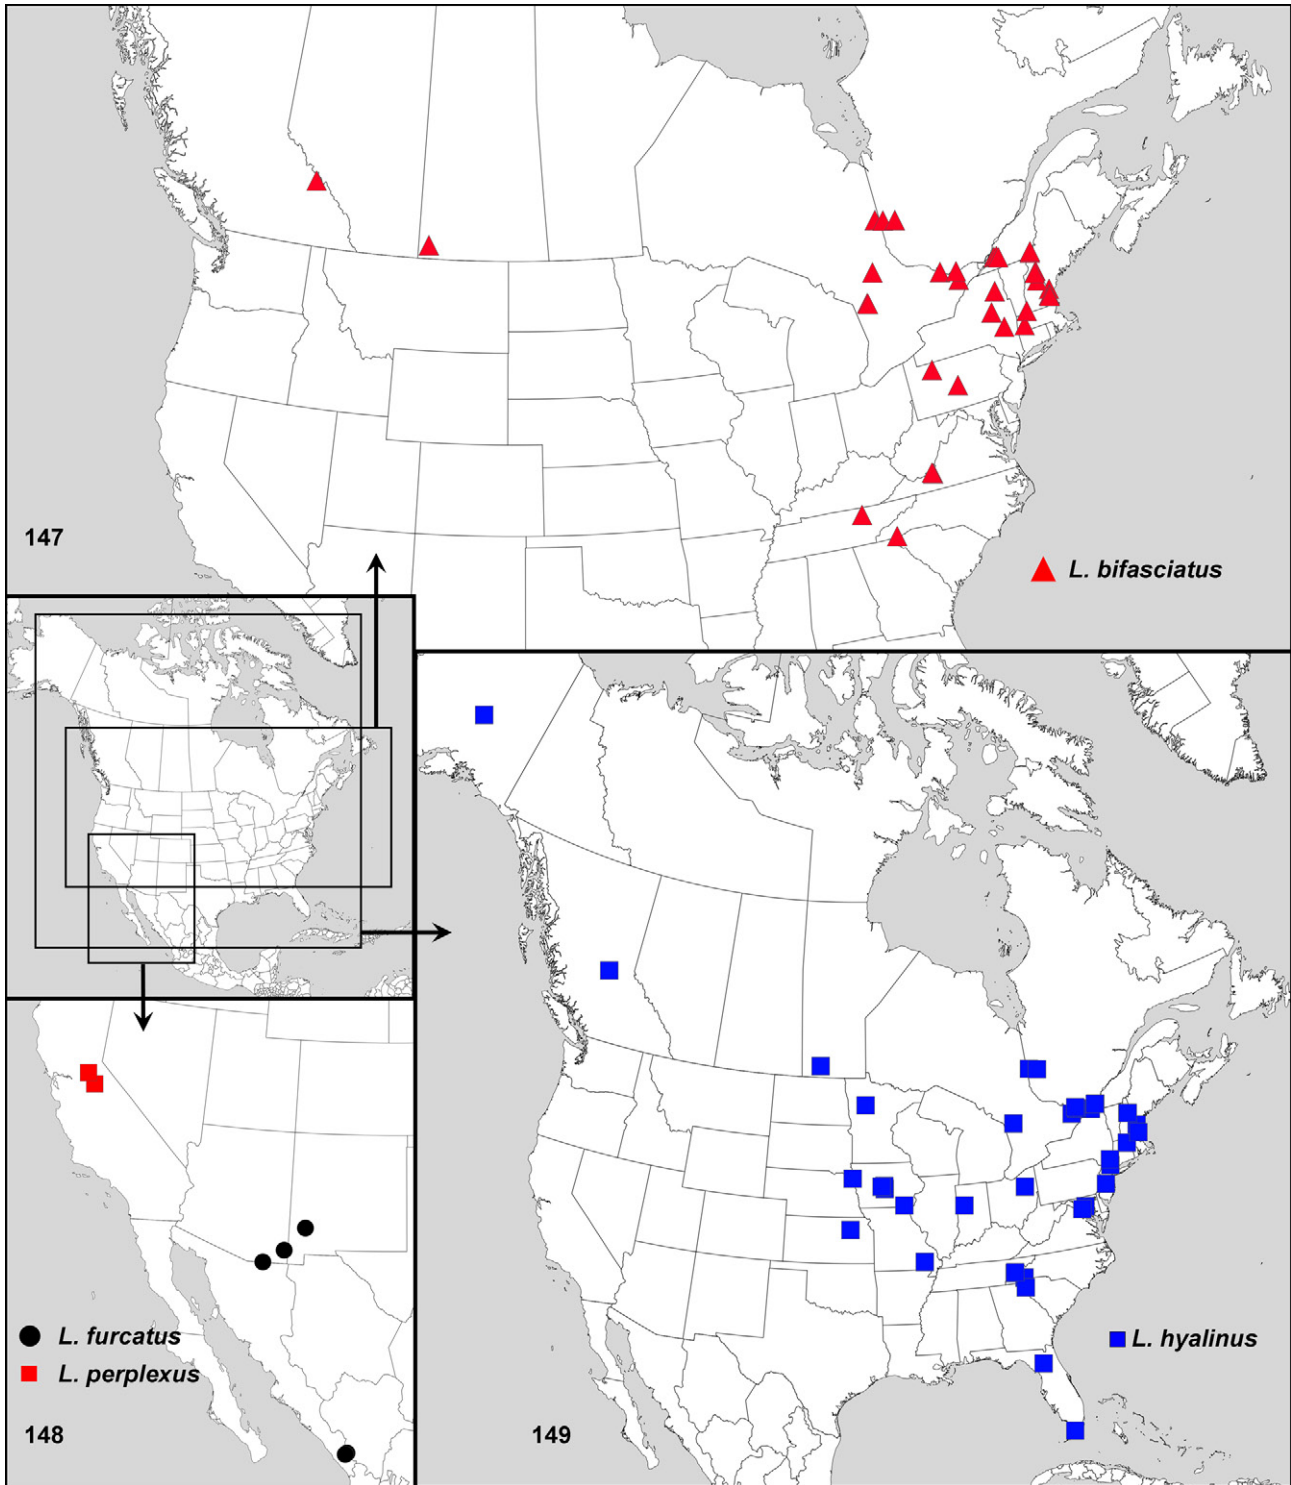 147
L. bifasciatus
L. furcatus
L. perplexus
148
L. hyalinus
149